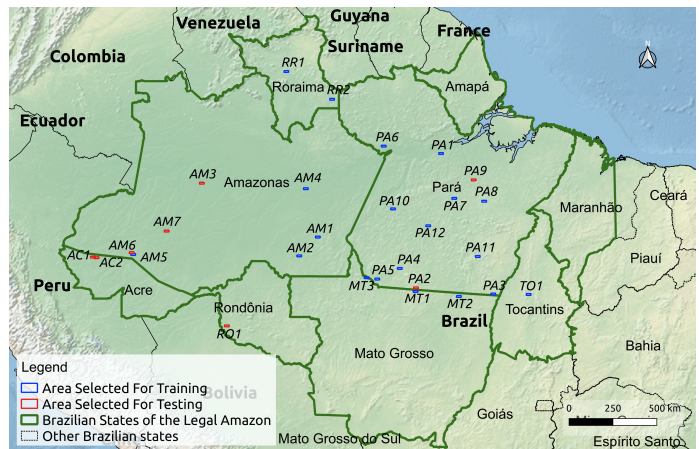 Venezuela
Guyana
Suriname
France
Colombia
RR1
Roraima
RR2
Amapá
Ecuador
PA6
PA1
AM3
Amazonas
AM4
PA9
Pará
PA8
PA7
Ceará
Maranhão
PA10
AM7
AM1
PA12
Piauí
AC1
AC2
AM6
AM5
AM2
PA4
PA11
Peru
Acre
MT3
PA5
PA2
MT1
MT2
PA3
TO1
Tocantins
Rondônia
RO1
Brazil
Mato Grosso
Bahia
Legend
Area Selected For Training
Area Selected For Testing
Brazilian States of the Legal Amazon
Other Brazilian states
Bolivia
Goiás
0 250 500 km
Mato Grosso do Sul
Espírito Santo
N